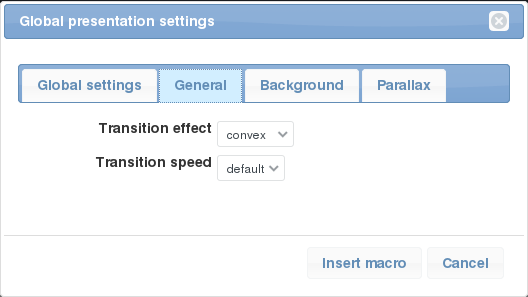 Global presentation settings
Global settings General Background Parallax
Transition effect convex
Transition speed default
Insert macro Cancel